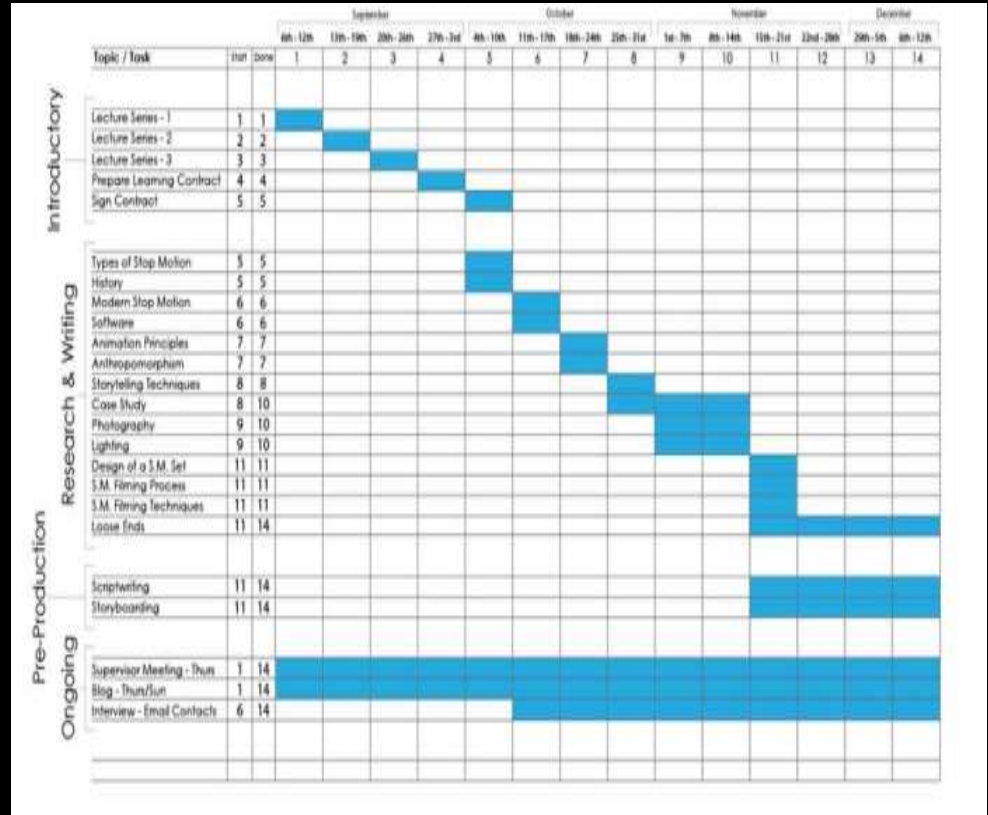 September October November December
6th - 12th 13th - 19th 20th - 26th 27th - 3rd 4th - 10th 11th - 17th 18th - 24th 25th - 31st 1st - 7th 8th - 14th 15th - 21st 22nd - 28th 29th - 5th 6th - 12th
Topic / Task start done 1 2 3 4 5 6 7 8 9 10 11 12 13 14
Introductory
Lecture Series - 1 1 1
Lecture Series - 2 2 2
Lecture Series - 3 3 3
Prepare Learning Contract 4 4
Sign Contract 5 5
Research & Writing
Types of Stop Motion 5 5
History 5 5
Modern Stop Motion 6 6
Software 6 6
Animation Principles 7 7
Anthropomorphism 7 7
Storytelling Techniques 8 8
Case Study 8 10
Photography 9 10
Lighting 9 10
Design of a S.M. Set 11 11
S.M. Filming Process 11 11
S.M. Filming Techniques 11 11
Loose Ends 11 14
Pre-Production
Scriptwriting 11 14
Storyboarding 11 14
Ongoing
Supervisor Meeting - Thurs 1 14
Blog - Thurs/Sun 1 14
Interview - Email Contacts 6 14